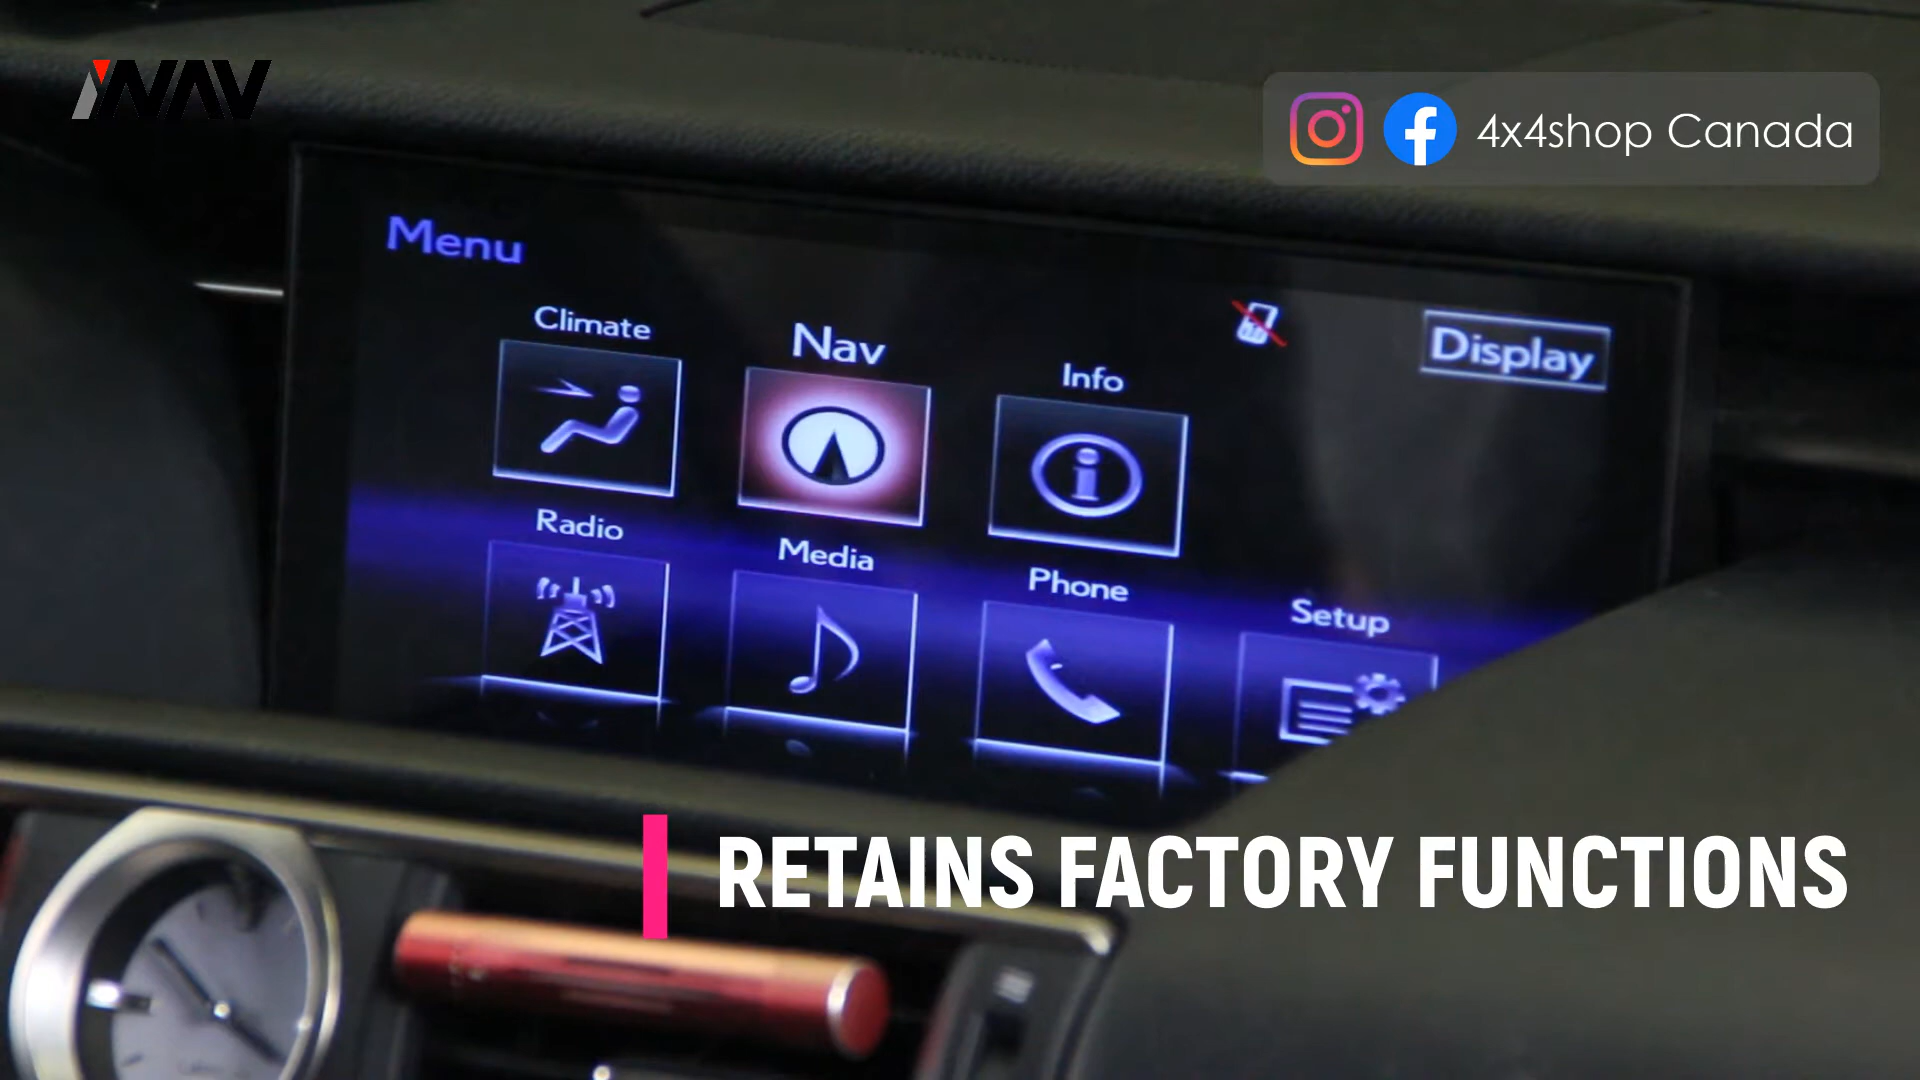 iNAV
4x4shop Canada
Menu
Climate
Nav
Info
Display
Radio
Media
Phone
Setup
RETAINS FACTORY FUNCTIONS